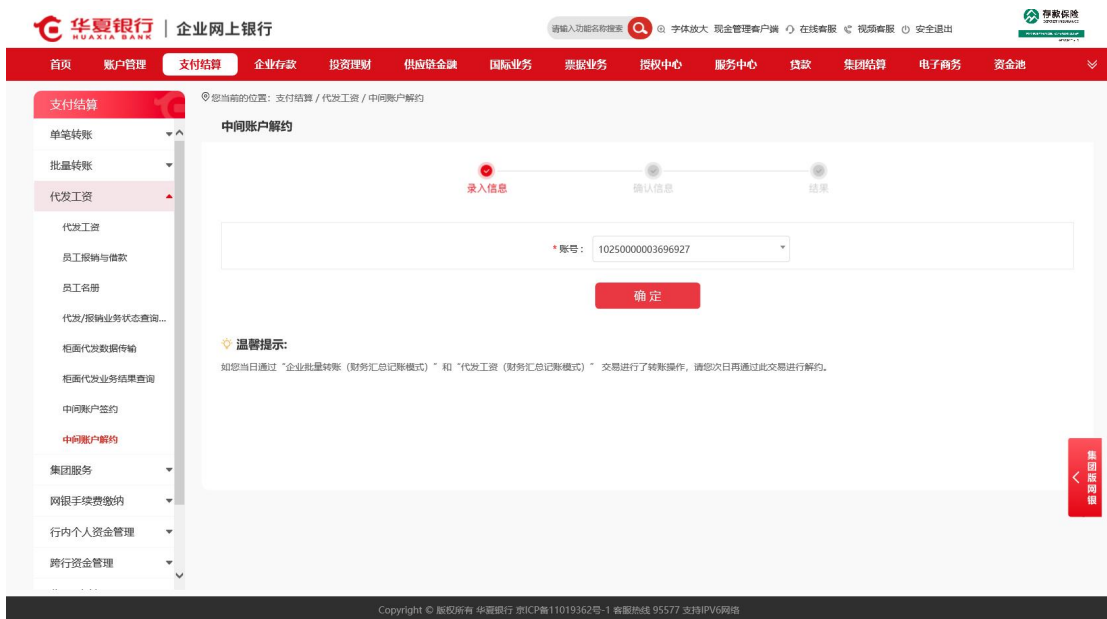 华夏银行 HUAXIA BANK | 企业网上银行
请输入功能名称搜索 字体放大 现金管理客户端 在线客服 视频客服 安全退出
存款保险
首页 账户管理 支付结算 企业存款 投资理财 供应链金融 国际业务 票据业务 授权中心 服务中心 贷款 集团结算 电子商务 资金池
支付结算
单笔转账
批量转账
代发工资
代发工资
员工报销与借款
员工名册
代发/报销业务状态查询...
柜面代发数据传输
柜面代发业务结果查询
中间账户签约
中间账户解约
集团服务
网银手续费缴纳
行内个人资金管理
跨行资金管理
您当前的位置：支付结算 / 代发工资 / 中间账户解约
中间账户解约
录入信息 确认信息 结果
* 账号： 10250000003696927
确 定
温馨提示:
如您当日通过“企业批量转账（财务汇总记账模式）”和“代发工资（财务汇总记账模式）” 交易进行了转账操作，请您次日再通过此交易进行解约。
集团版网银
Copyright © 版权所有 华夏银行 京ICP备11019362号-1 客服热线 95577 支持IPV6网络